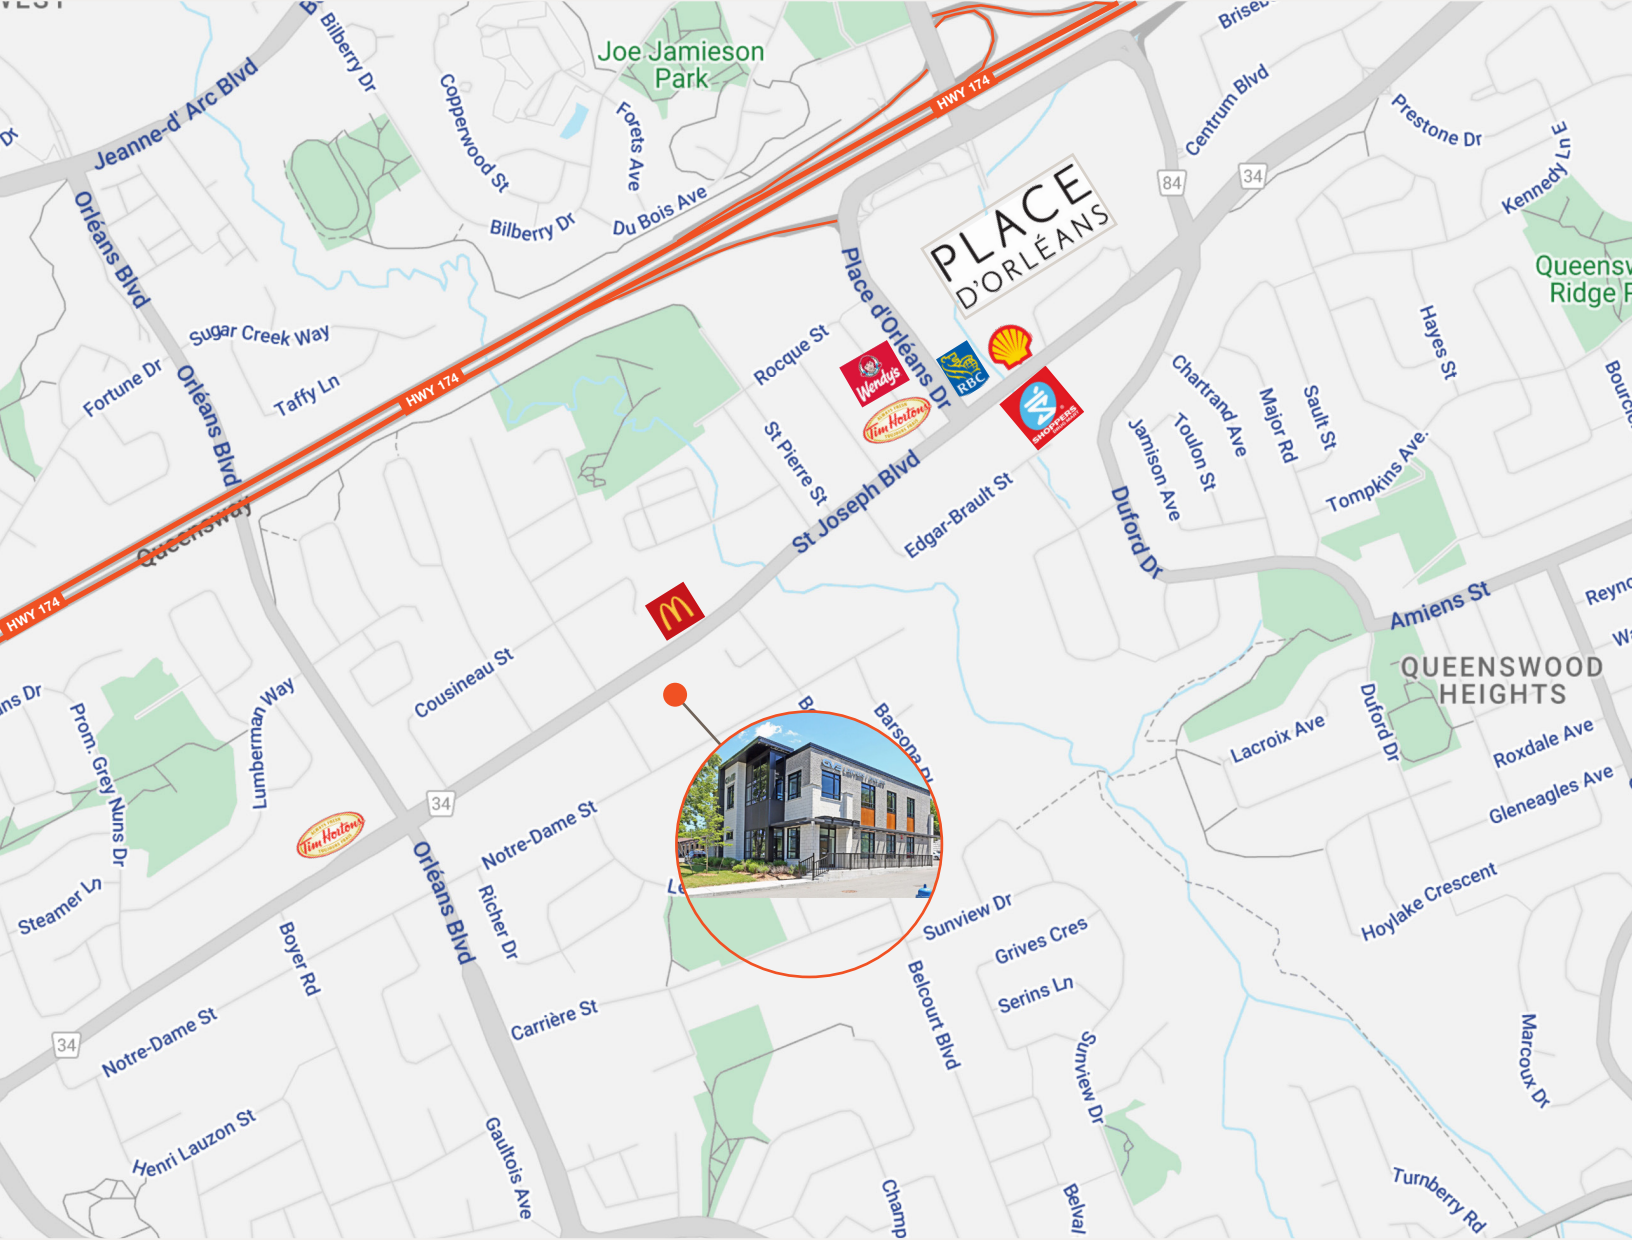 Bilberry Dr
Joe Jamieson
Park
Jeanne-d' Arc Blvd
Copperwood St
Forets Ave
HWY 174
Centrum Blvd
Prestone Dr
Kennedy Ln E
Dr
Orléans Blvd
Bilberry Dr
Du Bois Ave
84
34
PLACE
D'ORLÉANS
Place d'Orléans Dr
Queensw
Ridge P
Sugar Creek Way
Fortune Dr
Taffy Ln
Orléans Blvd
HWY 174
Rocque St
Wendy's
RBC
Tim Hortons
SHOPPERS
Hayes St
Chartrand Ave
Major Rd
Sault St
Toulon St
Jamison Ave
Tompkins Ave.
St Pierre St
St Joseph Blvd
Edgar-Brault St
Duford Dr
Queensway
HWY 174
Amiens St
Reyno
QUEENSWOOD
HEIGHTS
Cousineau St
Lumberman Way
Prom. Grey Nuns Dr
ns Dr
Barsona
Duford Dr
Lacroix Ave
Roxdale Ave
Gleneagles Ave
34
Tim Hortons
Notre-Dame St
Orléans Blvd
Richer Dr
Steamer Ln
Le
Sunview Dr
Grives Cres
Serins Ln
Hoylake Crescent
Boyer Rd
Belcourt Blvd
Carrière St
34
Notre-Dame St
Sunview Dr
Marcoux Dr
Henri Lauzon St
Gaultois Ave
Champ
Belval
Turnberry Rd